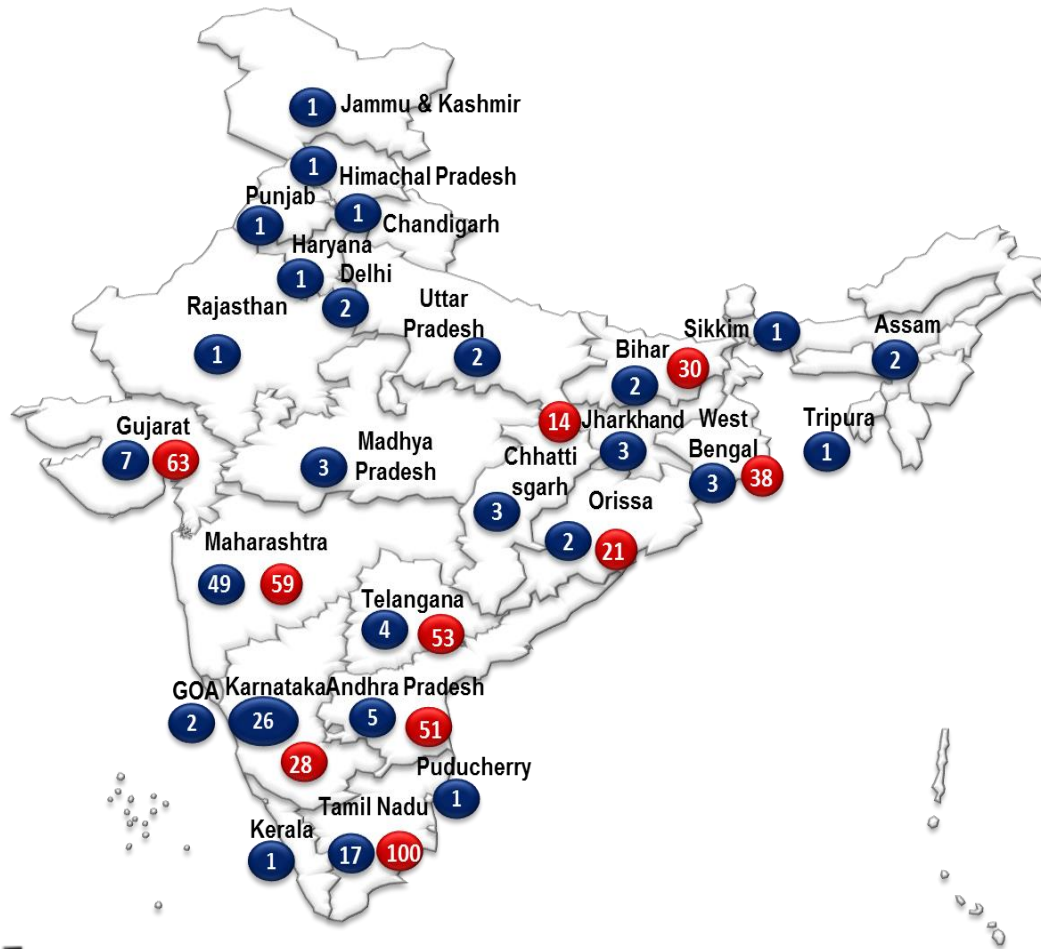 Jammu & Kashmir
1
1
Himachal Pradesh
Punjab
1
1
Chandigarh
Haryana
1
Delhi
2
Rajasthan
1
Uttar
Pradesh
2
Sikkim
1
Assam
2
Bihar
2
30
Gujarat
7
63
Madhya
Pradesh
3
14
Jharkhand
3
Chhatti
sgarh
3
West
Bengal
3
38
Tripura
1
Orissa
2
21
Maharashtra
49
59
Telangana
4
53
GOA
2
Karnataka
26
28
Andhra Pradesh
5
51
Puducherry
1
Tamil Nadu
17
100
Kerala
1